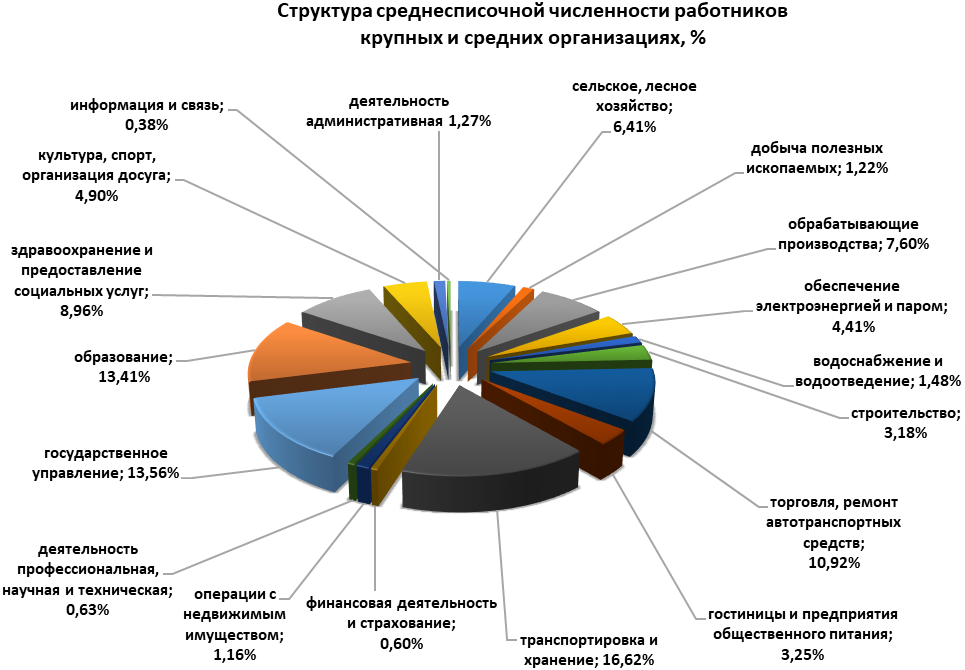 Структура среднесписочной численности работников
крупных и средних организациях, %
сельское, лесное
хозяйство;
6,41%
добыча полезных
ископаемых; 1,22%
обрабатывающие
производства; 7,60%
обеспечение
электроэнергией и паром;
4,41%
водоснабжение и
водоотведение; 1,48%
строительство;
3,18%
торговля, ремонт
автотранспортных
средств;
10,92%
гостиницы и предприятия
общественного питания;
3,25%
транспортировка и
хранение; 16,62%
финансовая деятельность
и страхование;
0,60%
операции с
недвижимым
имуществом;
1,16%
деятельность
профессиональная,
научная и техническая;
0,63%
государственное
управление; 13,56%
образование;
13,41%
здравоохранение и
предоставление
социальных услуг;
8,96%
культура, спорт,
организация досуга;
4,90%
информация и связь;
0,38%
деятельность
административная 1,27%